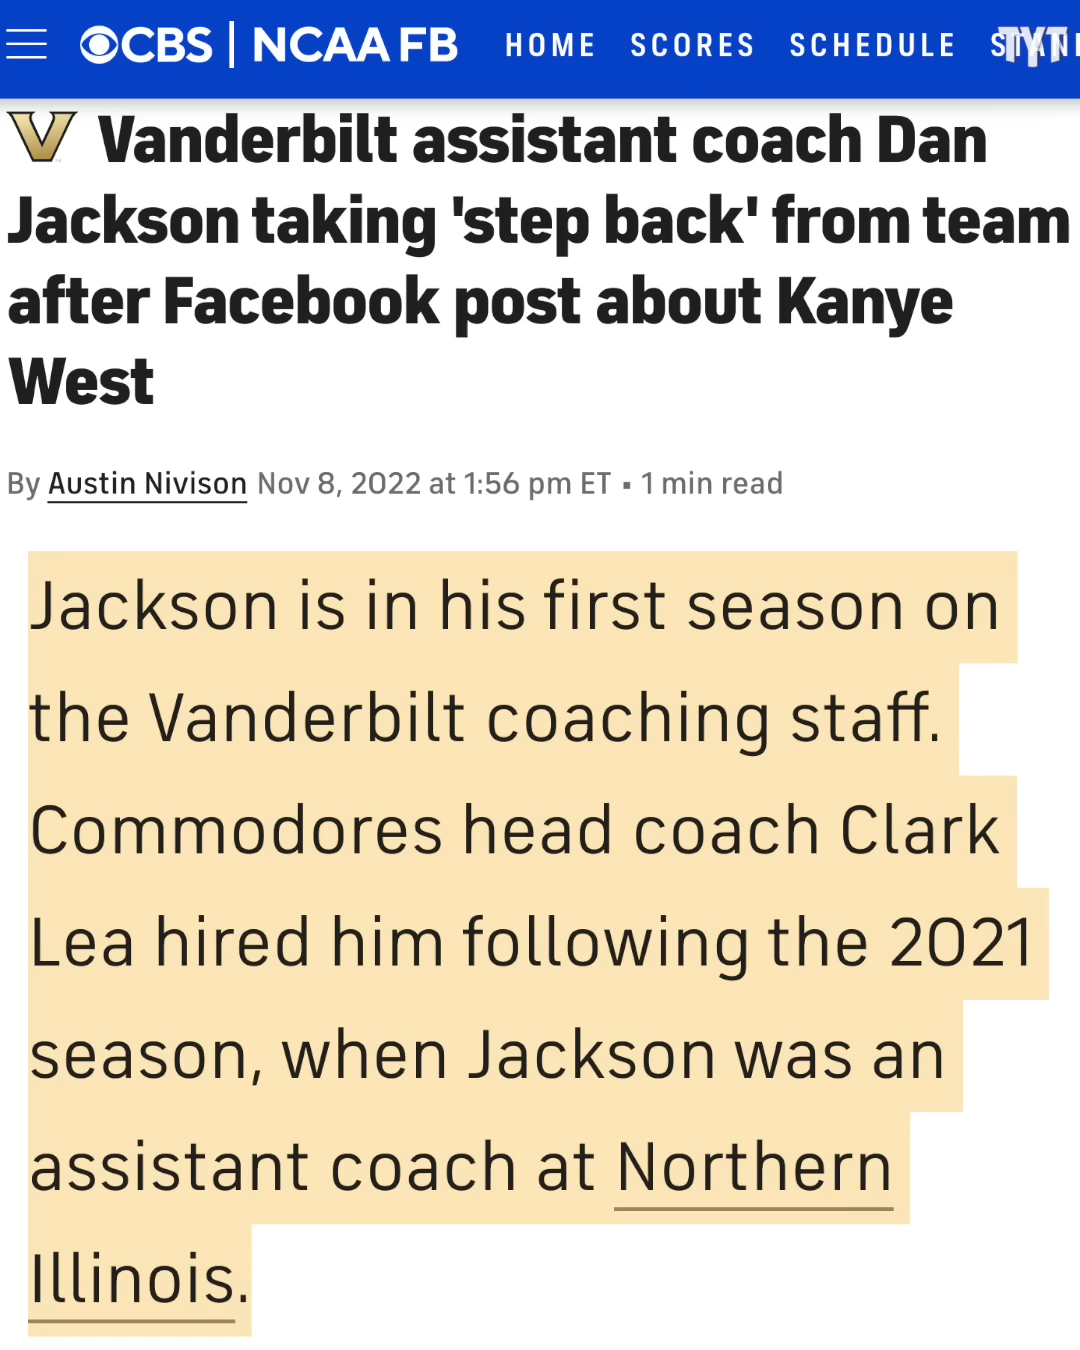 CBS | NCAA FB HOME SCORES SCHEDULE
TYT
Vanderbilt assistant coach Dan
Jackson taking 'step back' from team
after Facebook post about Kanye
West
By Austin Nivison Nov 8, 2022 at 1:56 pm ET • 1 min read
Jackson is in his first season on
the Vanderbilt coaching staff.
Commodores head coach Clark
Lea hired him following the 2021
season, when Jackson was an
assistant coach at Northern
Illinois.